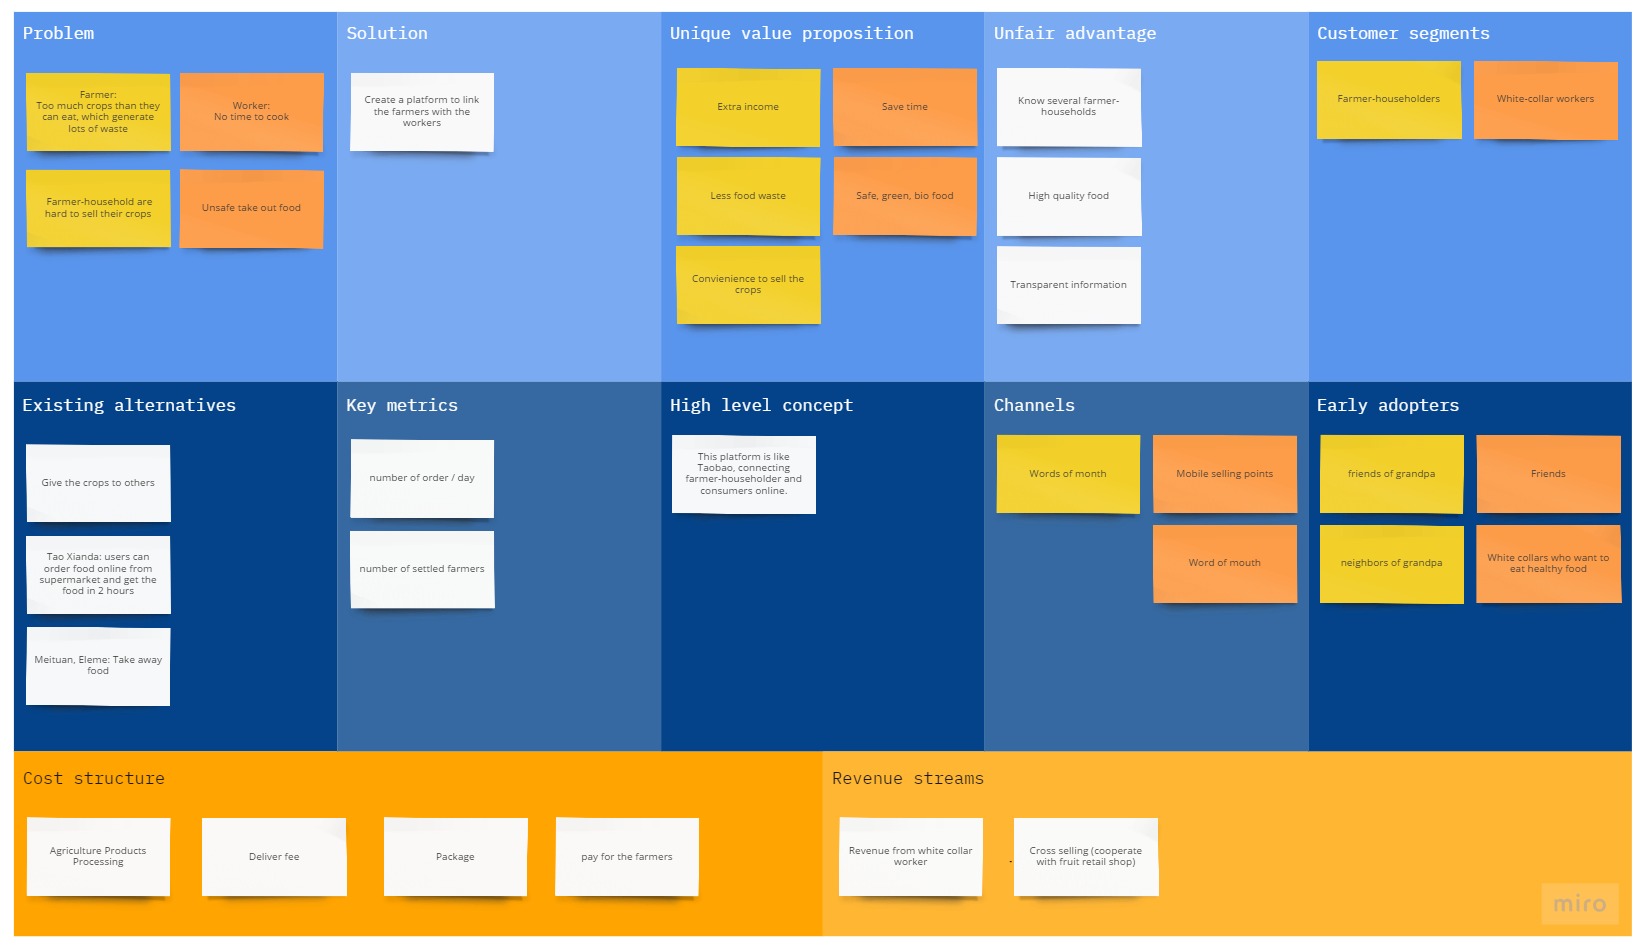 Problem
Farmer:
Too much crops than they
can eat, which generate
lots of waste
Worker:
No time to cook
Farmer-household are
hard to sell their crops
Unsafe take out food
Solution
Create a platform to link
the farmers with the
workers
Unique value proposition
Extra income
Save time
Less food waste
Safe, green, bio food
Convienience to sell the
crops
Unfair advantage
Know several farmer-
households
High quality food
Transparent information
Customer segments
Farmer-householders
White-collar workers
Existing alternatives
Give the crops to others
Tao Xianda: users can
order food online from
supermarket and get the
food in 2 hours
Meituan, Eleme: Take away
food
Key metrics
number of order / day
number of settled farmers
High level concept
This platform is like
Taobao, connecting
farmer-householder and
consumers online.
Channels
Words of month
Mobile selling points
Word of mouth
Early adopters
friends of grandpa
Friends
neighbors of grandpa
White collars who want to
eat healthy food
Cost structure
Agriculture Products
Processing
Deliver fee
Package
pay for the farmers
Revenue streams
Revenue from white collar
worker
Cross selling (cooperate
with fruit retail shop)
miro